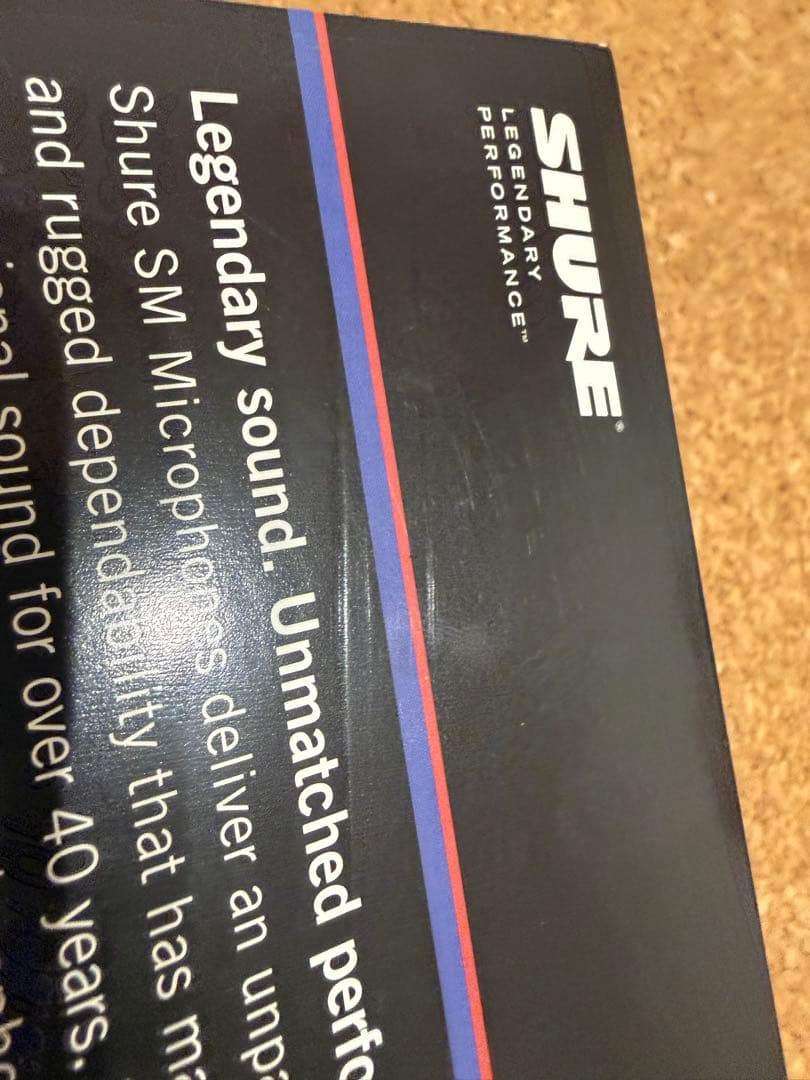 SHURE®
LEGENDARY
PERFORMANCE™
Legendary sound. Unmatched perfo
Shure SM Microphones deliver an unpa
and rugged dependability that has ma
sound for over 40 years.